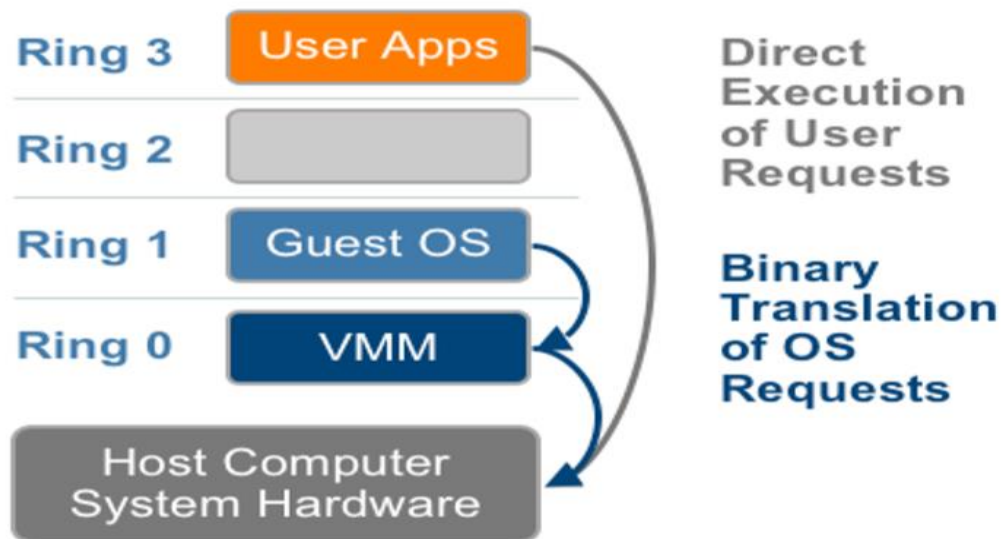 Ring 3
User Apps
Direct
Execution
of User
Requests
Ring 2
Ring 1
Guest OS
Binary
Translation
of OS
Requests
Ring 0
VMM
Host Computer
System Hardware